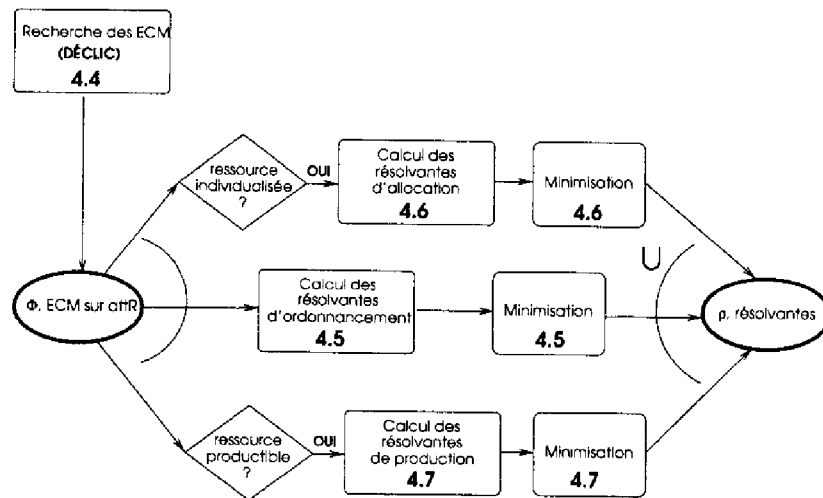 Recherche des ECM
(DÉCLIC)
4.4
ressource
individualisée
?
OUI
Calcul des
résolvantes
d'allocation
4.6
Minimisation
4.6
Φ, ECM sur attR
Calcul des
résolvantes
d'ordonnancement
4.5
Minimisation
4.5
U
ρ, résolvantes
ressource
productible
?
OUI
Calcul des
résolvantes
de production
4.7
Minimisation
4.7